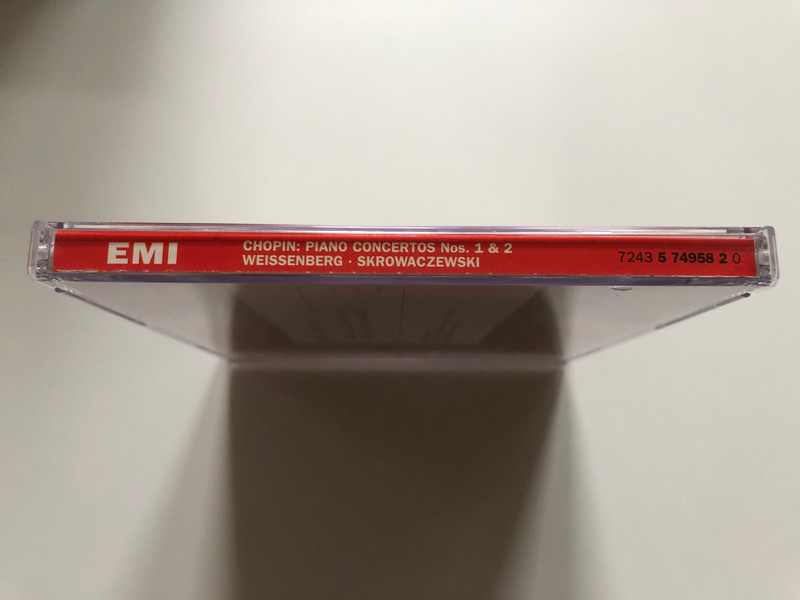 EMI
CHOPIN: PIANO CONCERTOS Nos. 1 & 2
WEISSENBERG · SKROWACZEWSKI
7243 5 74958 2 0